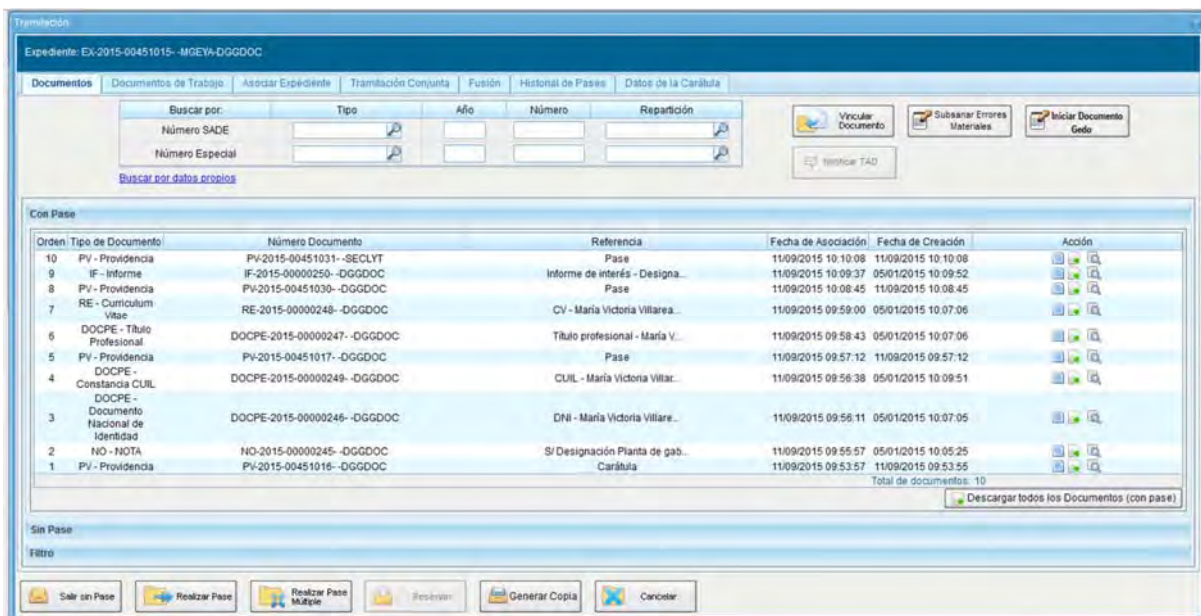 Tramitación
Expediente: EX-2015-00451015- -MGEYA-DGGDOC
Documentos Documentos de Trabajo Asociar Expediente Tramitación Conjunta Fusión Historial de Pases Datos de la Carátula
Buscar por: Tipo Año Número Repartición
Número SADE
Número Especial
Buscar por datos propios
Vincular
Documento
Subsanar Errores
Materiales
Iniciar Documento
Gedo
Notificar TAD
Con Pase
Orden Tipo de Documento Número Documento Referencia Fecha de Asociación Fecha de Creación Acción
10 PV - Providencia PV-2015-00451031- -SECLYT Pase 11/09/2015 10:10:08 11/09/2015 10:10:08
9 IF - Informe IF-2015-00000250- -DGGDOC Informe de interés - Designa... 11/09/2015 10:09:37 05/01/2015 10:09:52
8 PV - Providencia PV-2015-00451030- -DGGDOC Pase 11/09/2015 10:08:45 11/09/2015 10:08:45
7 RE - Curriculum
Vitae RE-2015-00000248- -DGGDOC CV - María Victoria Villarea... 11/09/2015 09:59:00 05/01/2015 10:07:06
6 DOCPE - Título
Profesional DOCPE-2015-00000247- -DGGDOC Título profesional - María V... 11/09/2015 09:58:43 05/01/2015 10:07:06
5 PV - Providencia PV-2015-00451017- -DGGDOC Pase 11/09/2015 09:57:12 11/09/2015 09:57:12
4 DOCPE -
Constancia CUIL DOCPE-2015-00000249- -DGGDOC CUIL - María Victoria Villar... 11/09/2015 09:56:38 05/01/2015 10:09:51
3 DOCPE -
Documento
Nacional de
Identidad DOCPE-2015-00000246- -DGGDOC DNI - María Victoria Villare... 11/09/2015 09:56:11 05/01/2015 10:07:05
2 NO - NOTA NO-2015-00000245- -DGGDOC S/ Designación Planta de gab... 11/09/2015 09:55:57 05/01/2015 10:05:25
1 PV - Providencia PV-2015-00451016- -DGGDOC Carátula 11/09/2015 09:53:57 11/09/2015 09:53:55
Total de documentos: 10
Descargar todos los Documentos (con pase)
Sin Pase
Filtro
Salir sin Pase
Realizar Pase
Realizar Pase
Múltiple
Reservar
Generar Copia
Cancelar